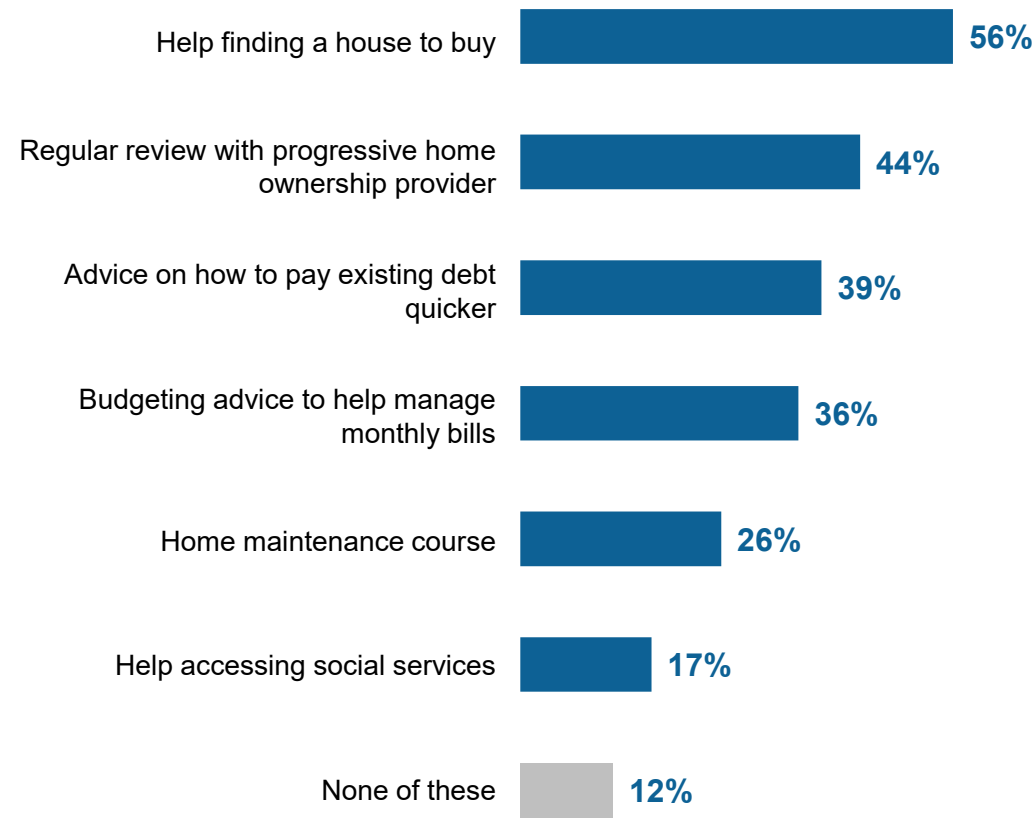 Help finding a house to buy
56%
Regular review with progressive home
ownership provider
44%
Advice on how to pay existing debt
quicker
39%
Budgeting advice to help manage
monthly bills
36%
Home maintenance course
26%
Help accessing social services
17%
None of these
12%